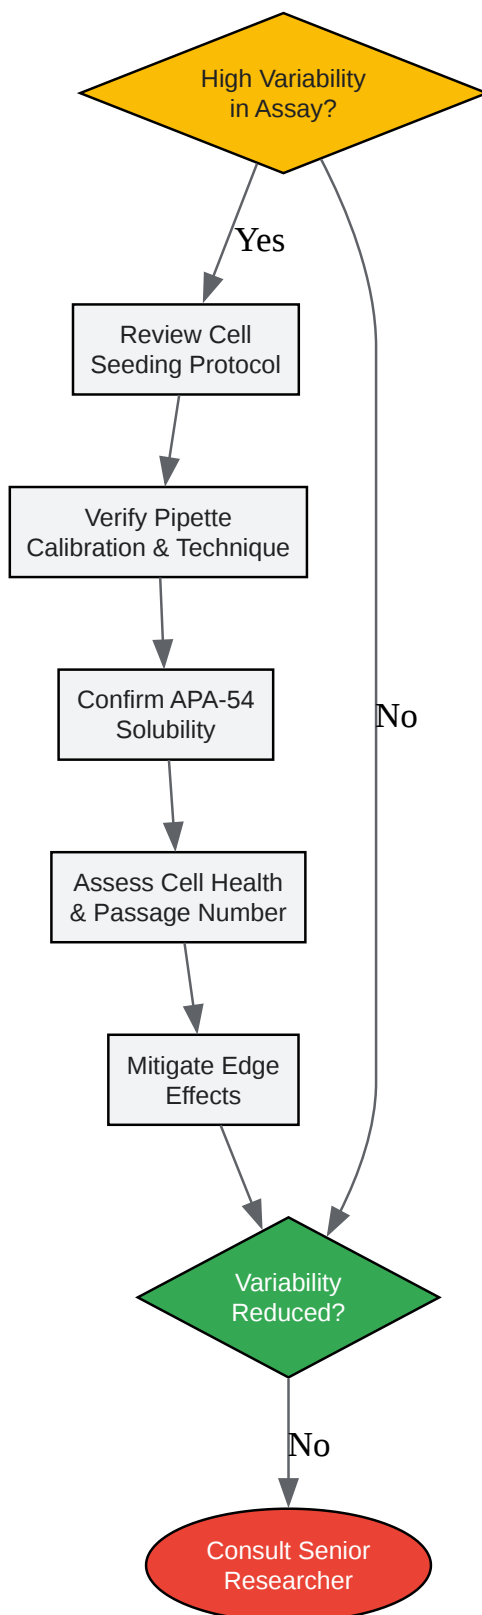 High Variability
in Assay?
Yes
Review Cell
Seeding Protocol
Verify Pipette
Calibration & Technique
Confirm APA-54
Solubility
No
Assess Cell Health
& Passage Number
Mitigate Edge
Effects
Variability
Reduced?
No
Consult Senior
Researcher